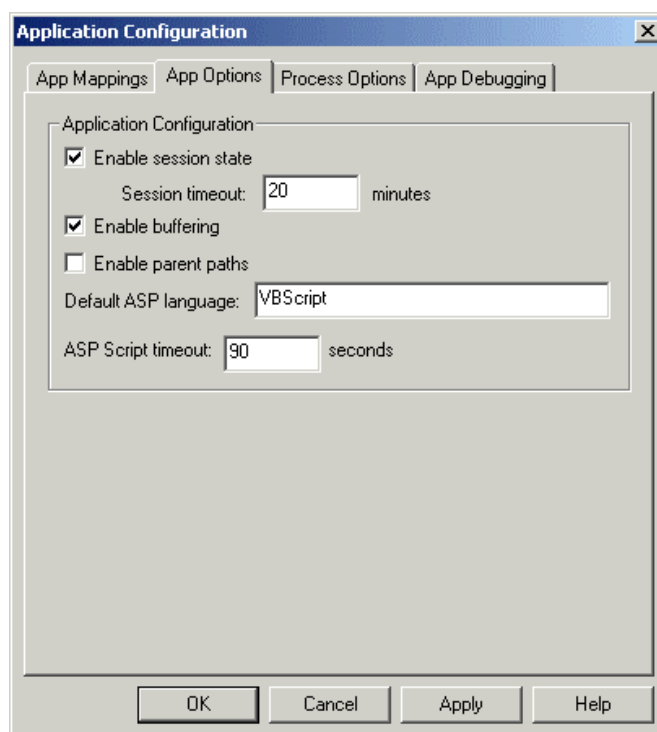 Application Configuration
App Mappings App Options Process Options App Debugging
Application Configuration
Enable session state
Session timeout: 20 minutes
Enable buffering
Enable parent paths
Default ASP language: VBScript
ASP Script timeout: 90 seconds
OK Cancel Apply Help